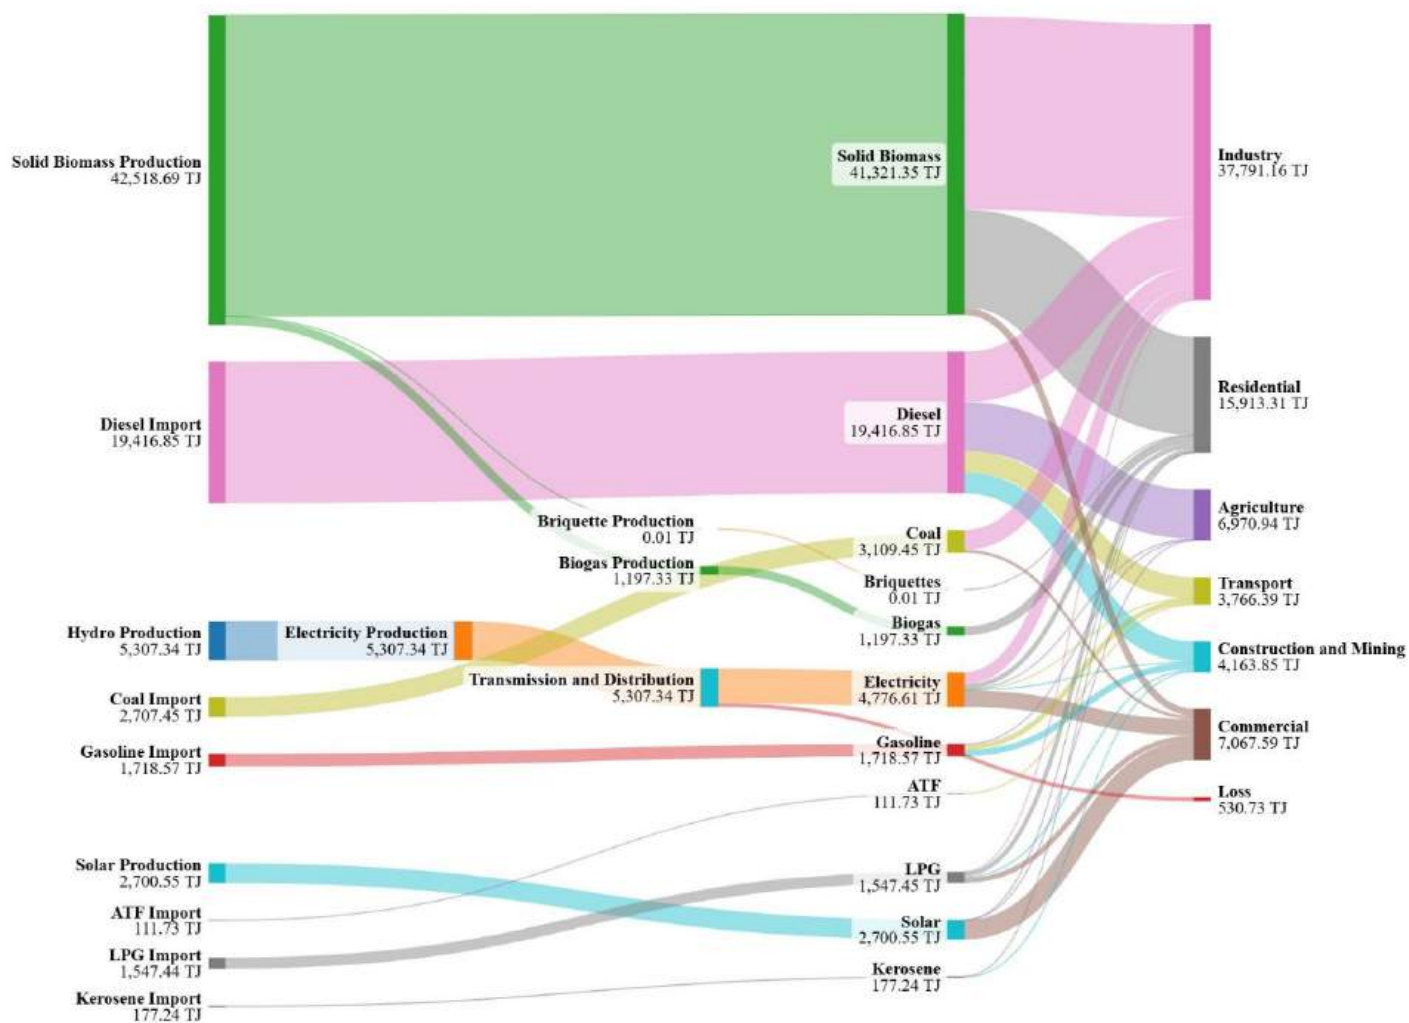 Solid Biomass Production
42,518.69 TJ
Diesel Import
19,416.85 TJ
Hydro Production
5,307.34 TJ
Coal Import
2,707.45 TJ
Gasoline Import
1,718.57 TJ
Solar Production
2,700.55 TJ
ATF Import
111.73 TJ
LPG Import
1,547.44 TJ
Kerosene Import
177.24 TJ
Electricity Production
5,307.34 TJ
Briquette Production
0.01 TJ
Biogas Production
1,197.33 TJ
Transmission and Distribution
5,307.34 TJ
Solid Biomass
41,321.35 TJ
Diesel
19,416.85 TJ
Coal
3,109.45 TJ
Briquettes
0.01 TJ
Biogas
1,197.33 TJ
Electricity
4,776.61 TJ
Gasoline
1,718.57 TJ
ATF
111.73 TJ
LPG
1,547.45 TJ
Solar
2,700.55 TJ
Kerosene
177.24 TJ
Industry
37,791.16 TJ
Residential
15,913.31 TJ
Agriculture
6,970.94 TJ
Transport
3,766.39 TJ
Construction and Mining
4,163.85 TJ
Commercial
7,067.59 TJ
Loss
530.73 TJ